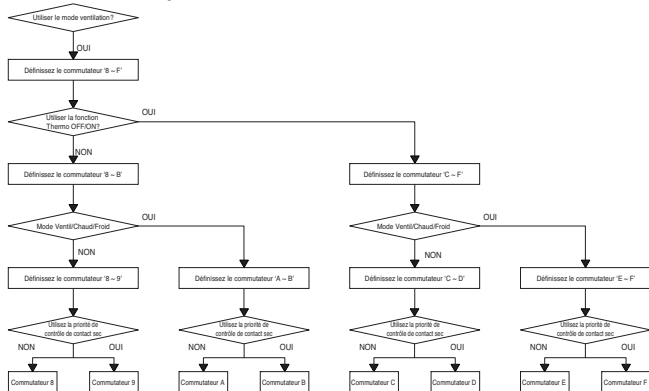 Utiliser le mode ventilation?
OUI
Définissez le commutateur '8 ~ F'
Utiliser la fonction
Thermo OFF/ON?
OUI
NON
Définissez le commutateur '8 ~ B'
Définissez le commutateur 'C ~ F'
Mode Ventil/Chaud/Froid
OUI
Mode Ventil/Chaud/Froid
OUI
NON
NON
Définissez le commutateur '8 ~ 9'
Définissez le commutateur 'A ~ B'
Définissez le commutateur 'C ~ D'
Définissez le commutateur 'E ~ F'
Utilisez la priorité de
contrôle de contact sec
Utilisez la priorité de
contrôle de contact sec
Utilisez la priorité de
contrôle de contact sec
Utilisez la priorité de
contrôle de contact sec
NON
OUI
NON
OUI
NON
OUI
NON
OUI
Commutateur 8
Commutateur 9
Commutateur A
Commutateur B
Commutateur C
Commutateur D
Commutateur E
Commutateur F